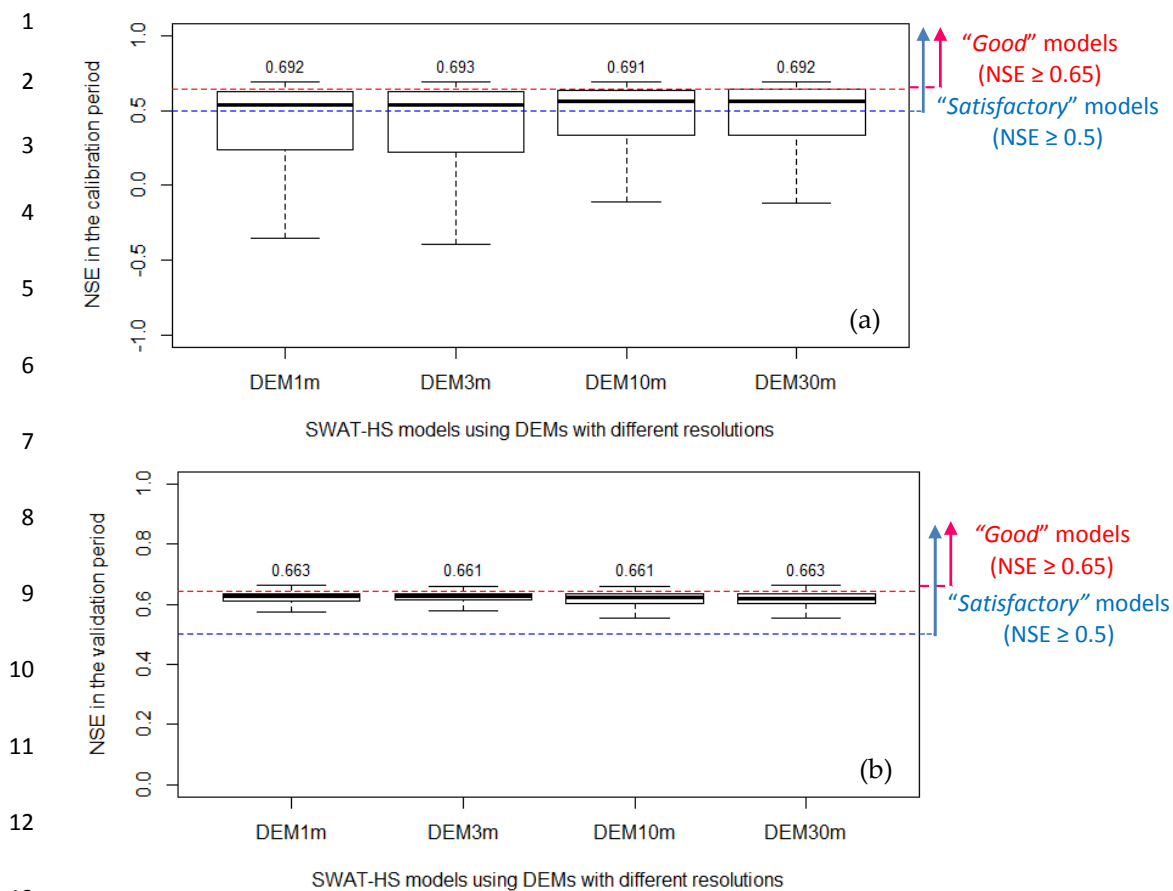 1
2
3
4
5
6
7
8
9
10
11
12
NSE in the calibration period
1.0
0.5
0.0
-0.5
-1.0
0.692
0.693
0.691
0.692
“Good” models
(NSE ≥ 0.65)
“Satisfactory” models
(NSE ≥ 0.5)
(a)
DEM1m
DEM3m
DEM10m
DEM30m
SWAT-HS models using DEMs with different resolutions
NSE in the validation period
1.0
0.8
0.6
0.4
0.2
0.0
0.663
0.661
0.661
0.663
“Good” models
(NSE ≥ 0.65)
“Satisfactory” models
(NSE ≥ 0.5)
(b)
DEM1m
DEM3m
DEM10m
DEM30m
SWAT-HS models using DEMs with different resolutions